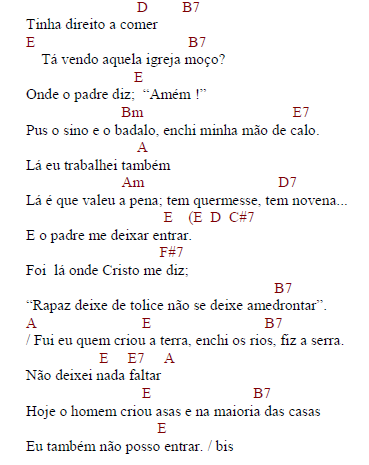 D B7
Tinha direito a comer
E B7
Tá vendo aquela igreja moço?
E
Onde o padre diz; “Amém !”
Bm E7
Pus o sino e o badalo, enchi minha mão de calo.
A
Lá eu trabalhei também
Am D7
Lá é que valeu a pena; tem quermesse, tem novena...
E (E D C#7
E o padre me deixar entrar.
F#7
Foi lá onde Cristo me diz;
B7
“Rapaz deixe de tolice não se deixe amedrontar”.
A E B7
/ Fui eu quem criou a terra, enchi os rios, fiz a serra.
E E7 A
Não deixei nada faltar
E B7
Hoje o homem criou asas e na maioria das casas
E
Eu também não posso entrar. / bis